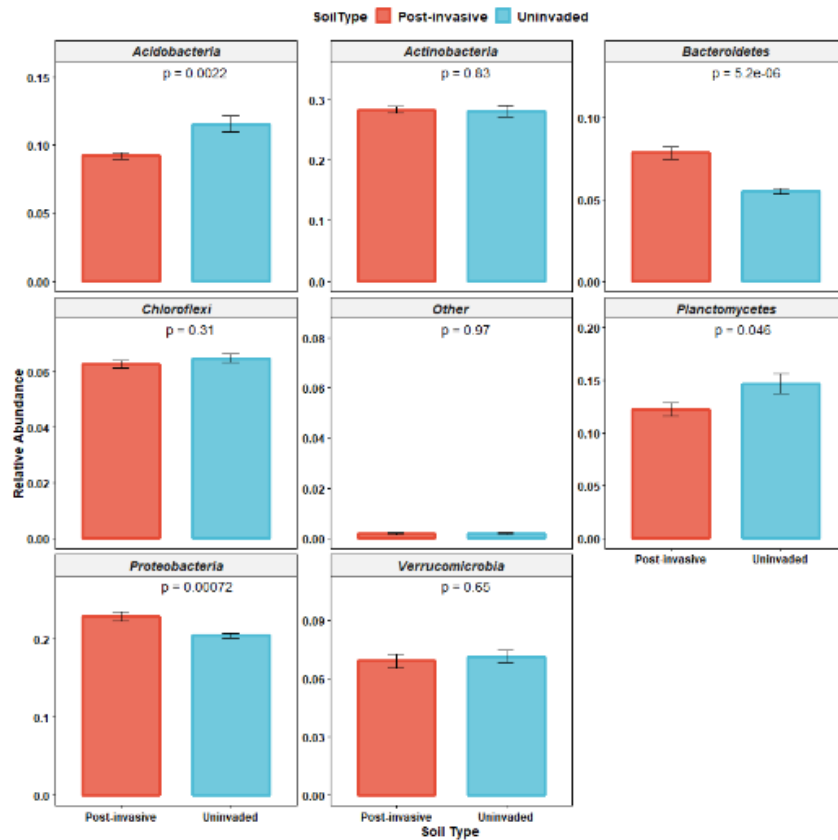 SoilType Post-invasive Uninvaded
Acidobacteria
p = 0.0022
0.15
0.10
0.05
0.00
Actinobacteria
p = 0.83
0.3
0.2
0.1
0.0
Bacteroidetes
p = 5.2e-06
0.10
0.05
0.00
Relative Abundance
Chloroflexi
p = 0.31
0.06
0.04
0.02
0.00
Other
p = 0.97
0.08
0.06
0.04
0.02
0.00
Planctomycetes
p = 0.046
0.20
0.15
0.10
0.05
0.00
Post-invasive Uninvaded
Proteobacteria
p = 0.00072
0.2
0.1
0.0
Post-invasive Uninvaded
Verrucomicrobia
p = 0.65
0.09
0.06
0.03
0.00
Post-invasive Uninvaded
Soil Type